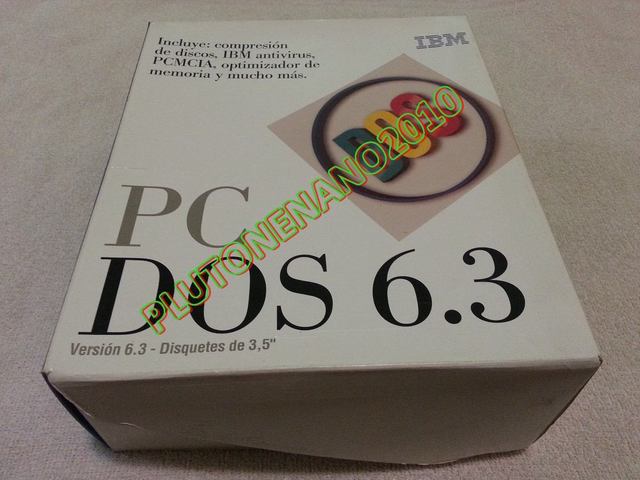 Incluye: compresión
de discos, IBM antivirus,
PCMCIA, optimizador de
memoria y mucho más.
IBM
DOS
PLUTONENANO2010
PC
DOS 6.3
Versión 6.3 - Disquetes de 3,5"